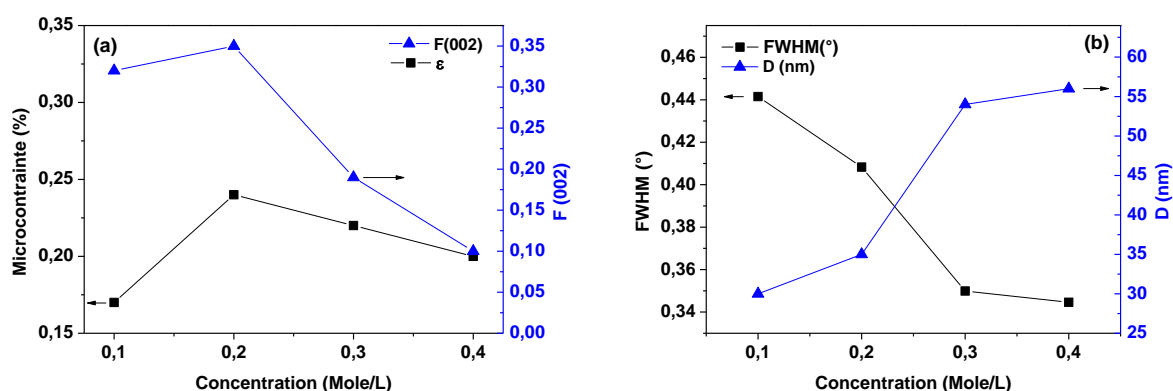 (a)
F(002)
ε
Microcontrainte (%)
0,35
0,30
0,25
0,20
0,15
0,35
0,30
0,25
0,20
0,15
0,10
0,05
0,00
F (002)
0,1 0,2 0,3 0,4
Concentration (Mole/L)
(b)
FWHM(°)
D (nm)
FWHM (°)
0,46
0,44
0,42
0,40
0,38
0,36
0,34
60
55
50
45
40
35
30
25
D (nm)
0,1 0,2 0,3 0,4
Concentration (Mole/L)